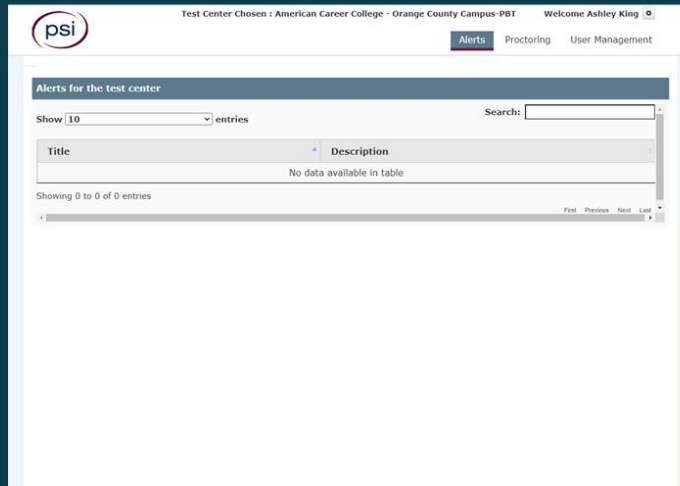 psi
Test Center Chosen : American Career College - Orange County Campus-PBT Welcome Ashley King
Alerts Proctoring User Management
Alerts for the test center
Show 10 entries Search:
Title Description
No data available in table
Showing 0 to 0 of 0 entries
First Previous Next Last